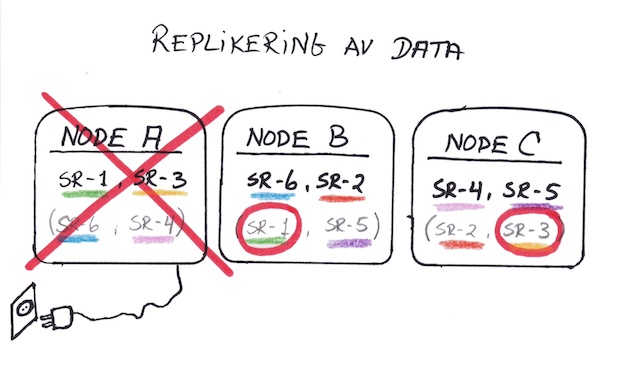 REPLIKERING AV DATA
NODE A
SR-1, SR-3
(SR-6, SR-4)
NODE B
SR-6, SR-2
(SR-1, SR-5)
NODE C
SR-4, SR-5
(SR-2, SR-3)